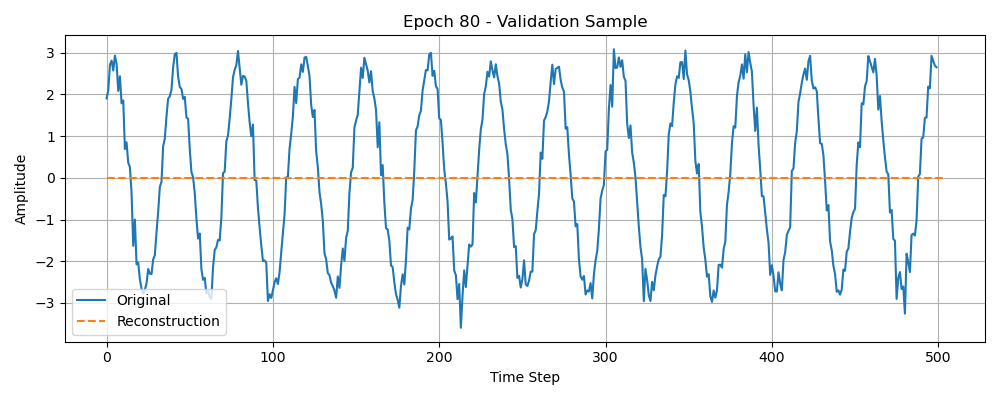 Epoch 80 - Validation Sample
Amplitude
3
2
1
0
−1
−2
−3
Original
Reconstruction
0 100 200 300 400 500
Time Step